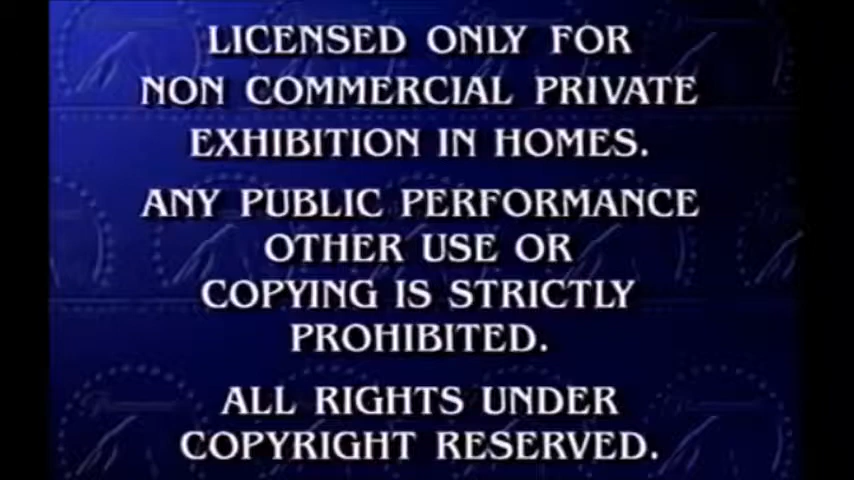 LICENSED ONLY FOR
NON COMMERCIAL PRIVATE
EXHIBITION IN HOMES.
ANY PUBLIC PERFORMANCE
OTHER USE OR
COPYING IS STRICTLY
PROHIBITED.
ALL RIGHTS UNDER
COPYRIGHT RESERVED.